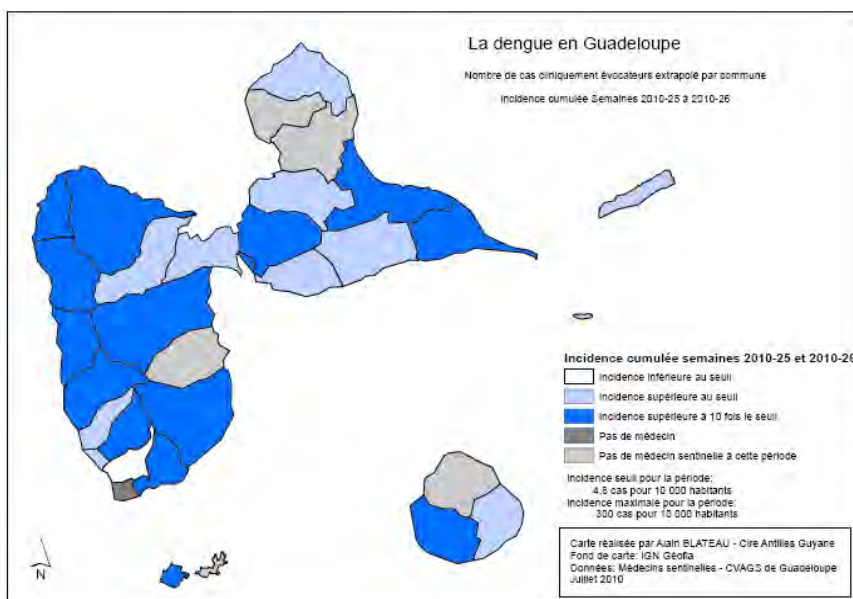 La dengue en Guadeloupe
Nombre de cas cliniquement évocateurs extrapolé par commune
Incidence cumulée Semaines 2010-25 à 2010-26
Incidence cumulée semaines 2010-25 et 2010-26
Incidence inférieure au seuil
Incidence supérieure au seuil
Incidence supérieure à 10 fois le seuil
Pas de médecin
Pas de médecin sentinelle à cette période
Incidence seuil pour la période:
4,8 cas pour 10 000 habitants
Incidence maximale pour la période:
300 cas pour 10 000 habitants
Carte réalisée par Alain BLATEAU - Cire Antilles Guyane
Fond de carte: IGN Géofla
Données: Médecins sentinelles - CVAGS de Guadeloupe
Juillet 2010
N